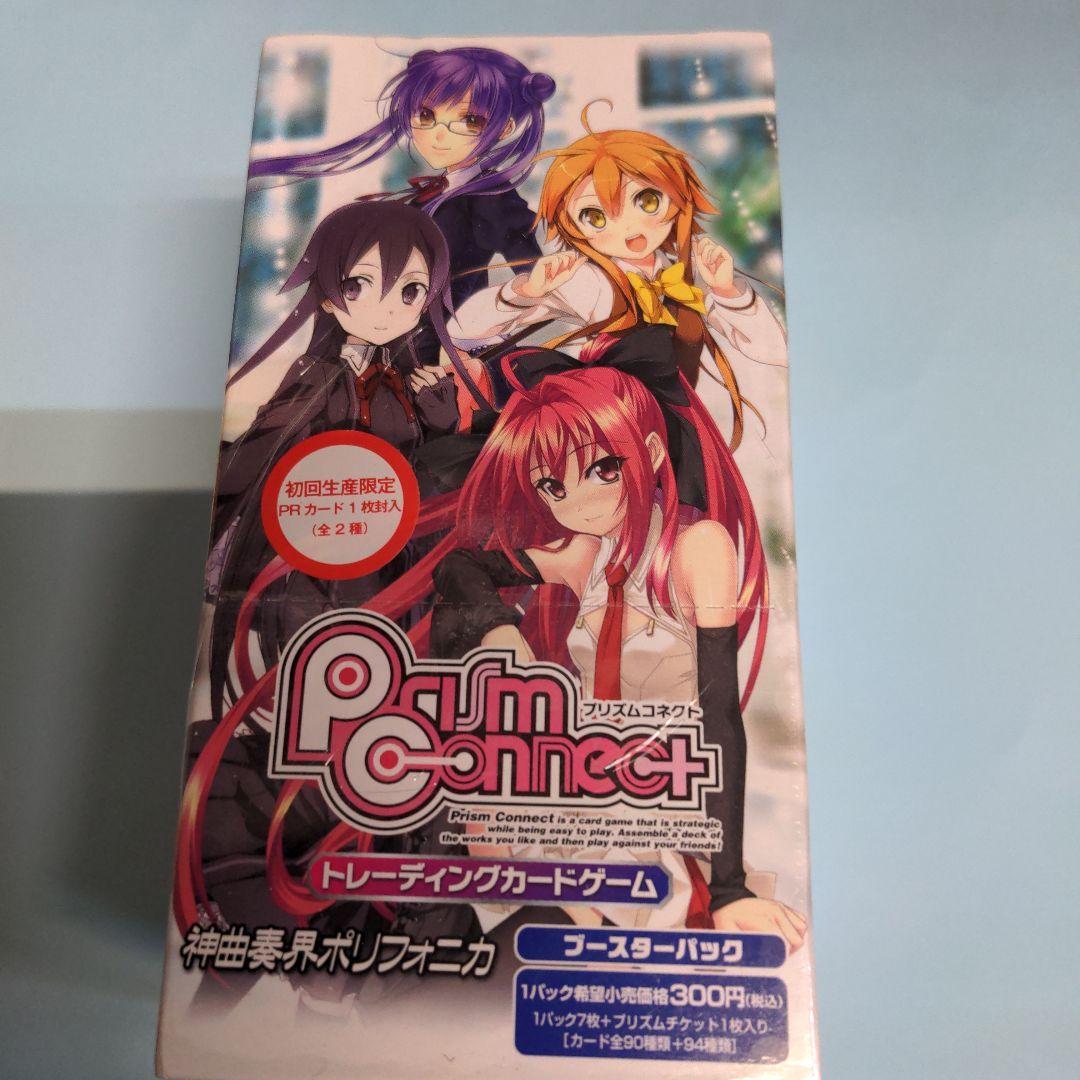 初回生産限定
PRカード1枚封入
(全2種)
Prism
Connect
プリズムコネクト
Prism Connect is a card game that is strategic
while being easy to play. Assemble a deck of
the works you like and then play against your friends!
トレーディングカードゲーム
神曲奏界ポリフォニカ
ブースターパック
1パック希望小売価格300円(税込)
1パック7枚+プリズムチケット1枚入り
[カード全90種類+94種類]